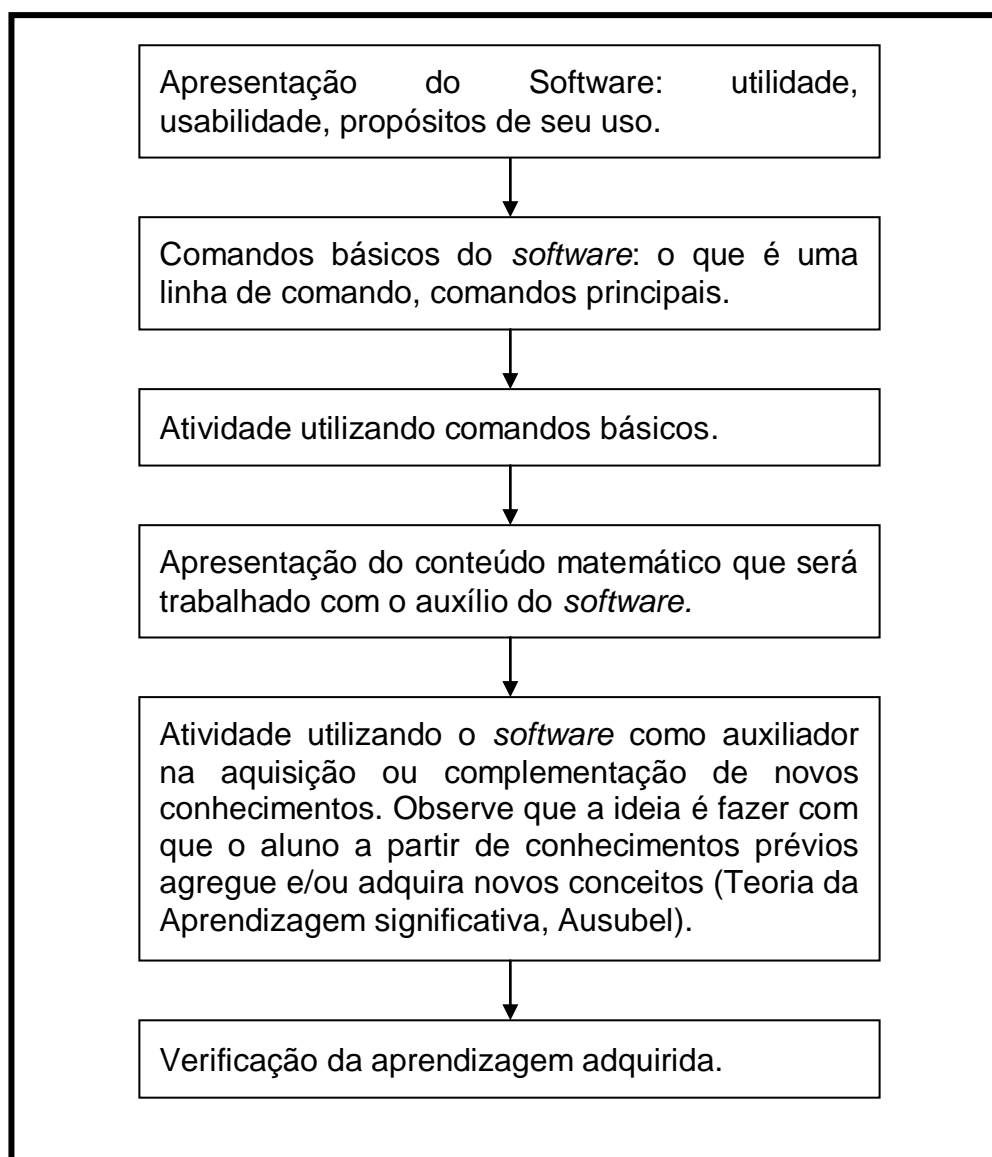 Apresentação do Software: utilidade,
usabilidade, propósitos de seu uso.
Comandos básicos do software: o que é uma
linha de comando, comandos principais.
Atividade utilizando comandos básicos.
Apresentação do conteúdo matemático que será
trabalhado com o auxílio do software.
Atividade utilizando o software como auxiliador
na aquisição ou complementação de novos
conhecimentos. Observe que a ideia é fazer com
que o aluno a partir de conhecimentos prévios
agregue e/ou adquira novos conceitos (Teoria da
Aprendizagem significativa, Ausubel).
Verificação da aprendizagem adquirida.